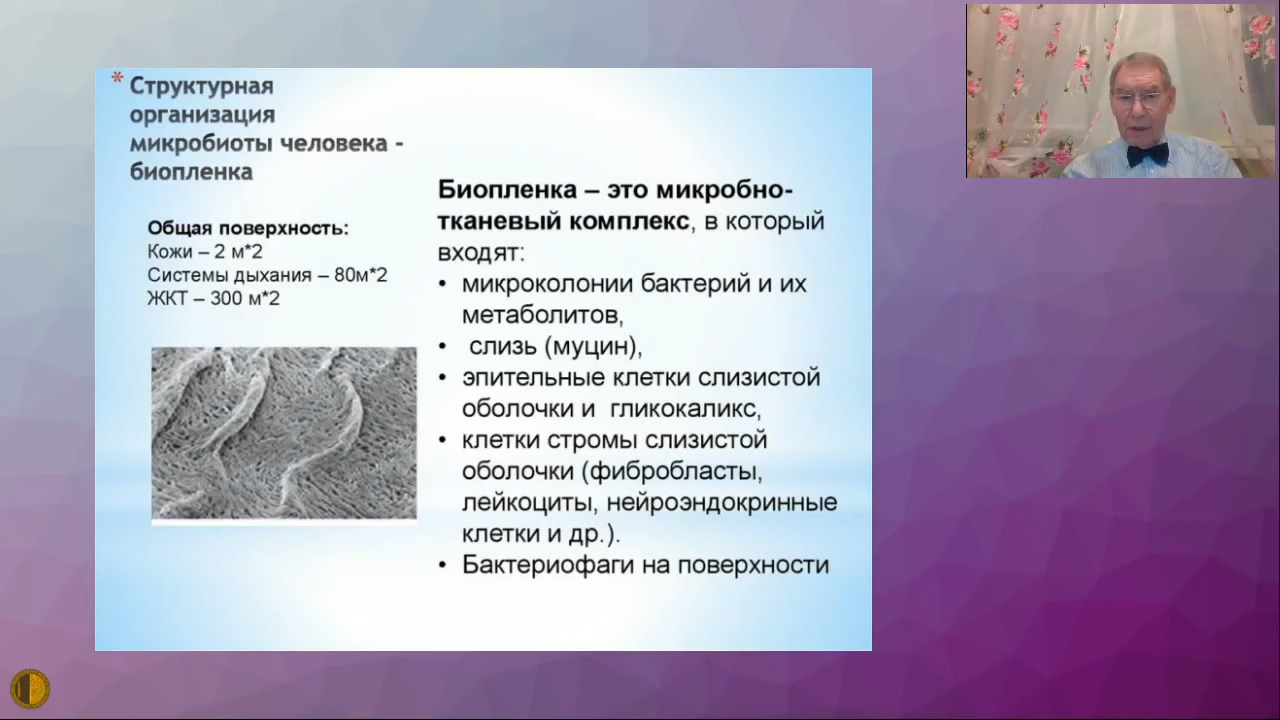 * Структурная
организация
микробиоты человека -
биопленка
Общая поверхность:
Кожи – 2 м*2
Системы дыхания – 80м*2
ЖКТ – 300 м*2
Биопленка – это микробно-
тканевый комплекс, в который
входят:
• микроколонии бактерий и их
метаболитов,
• слизь (муцин),
• эпительные клетки слизистой
оболочки и гликокаликс,
• клетки стромы слизистой
оболочки (фибробласты,
лейкоциты, нейроэндокринные
клетки и др.).
• Бактериофаги на поверхности